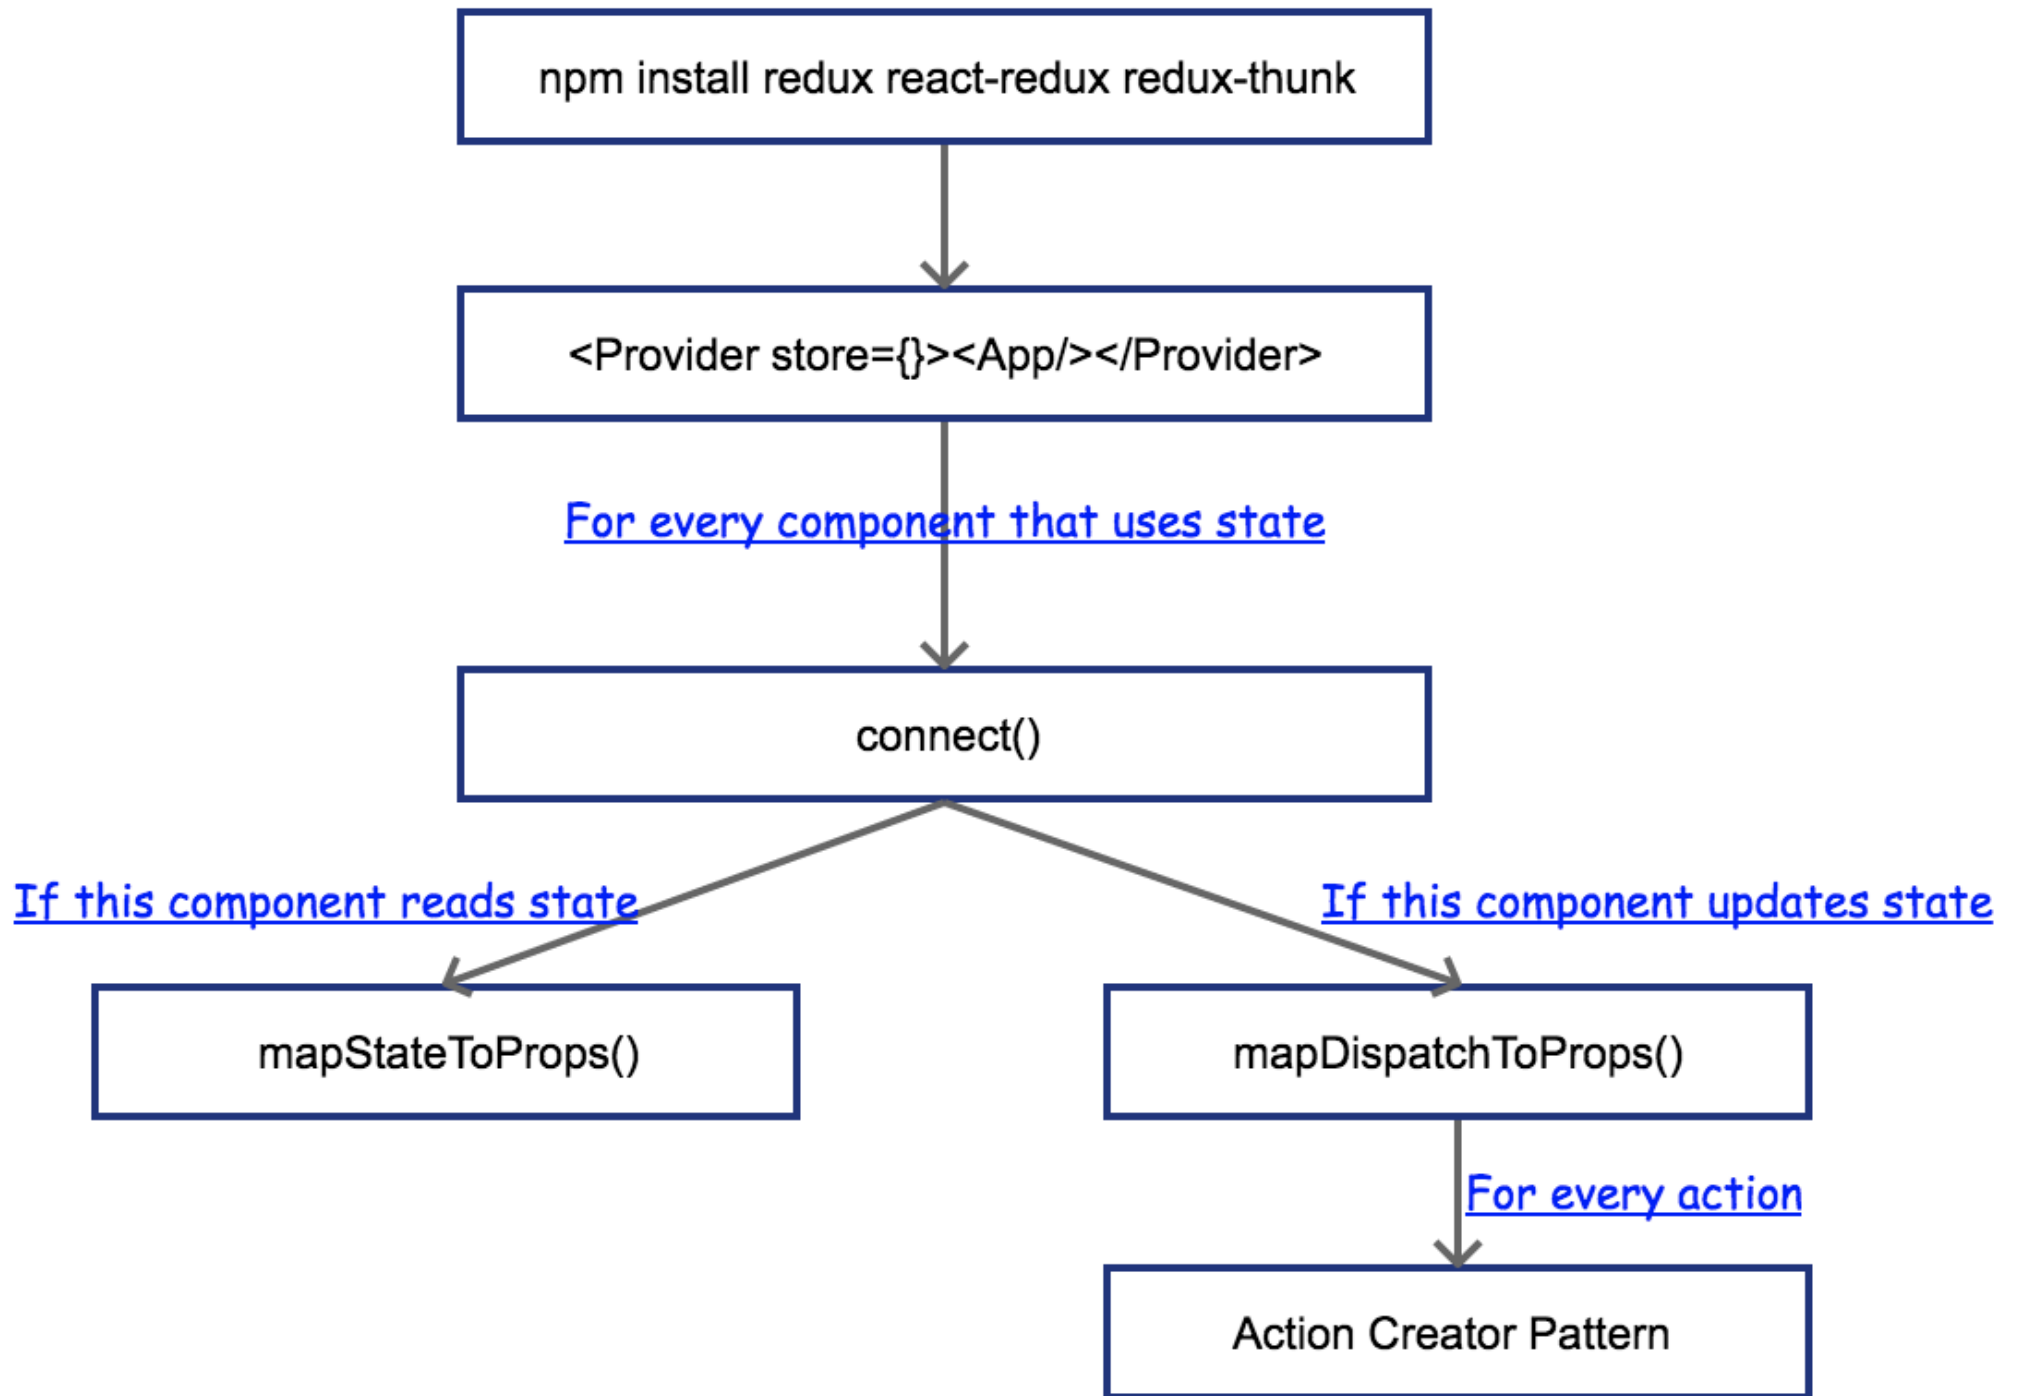 npm install redux react-redux redux-thunk
<Provider store={}><App/></Provider>
For every component that uses state
connect()
If this component reads state
If this component updates state
mapStateToProps()
mapDispatchToProps()
For every action
Action Creator Pattern